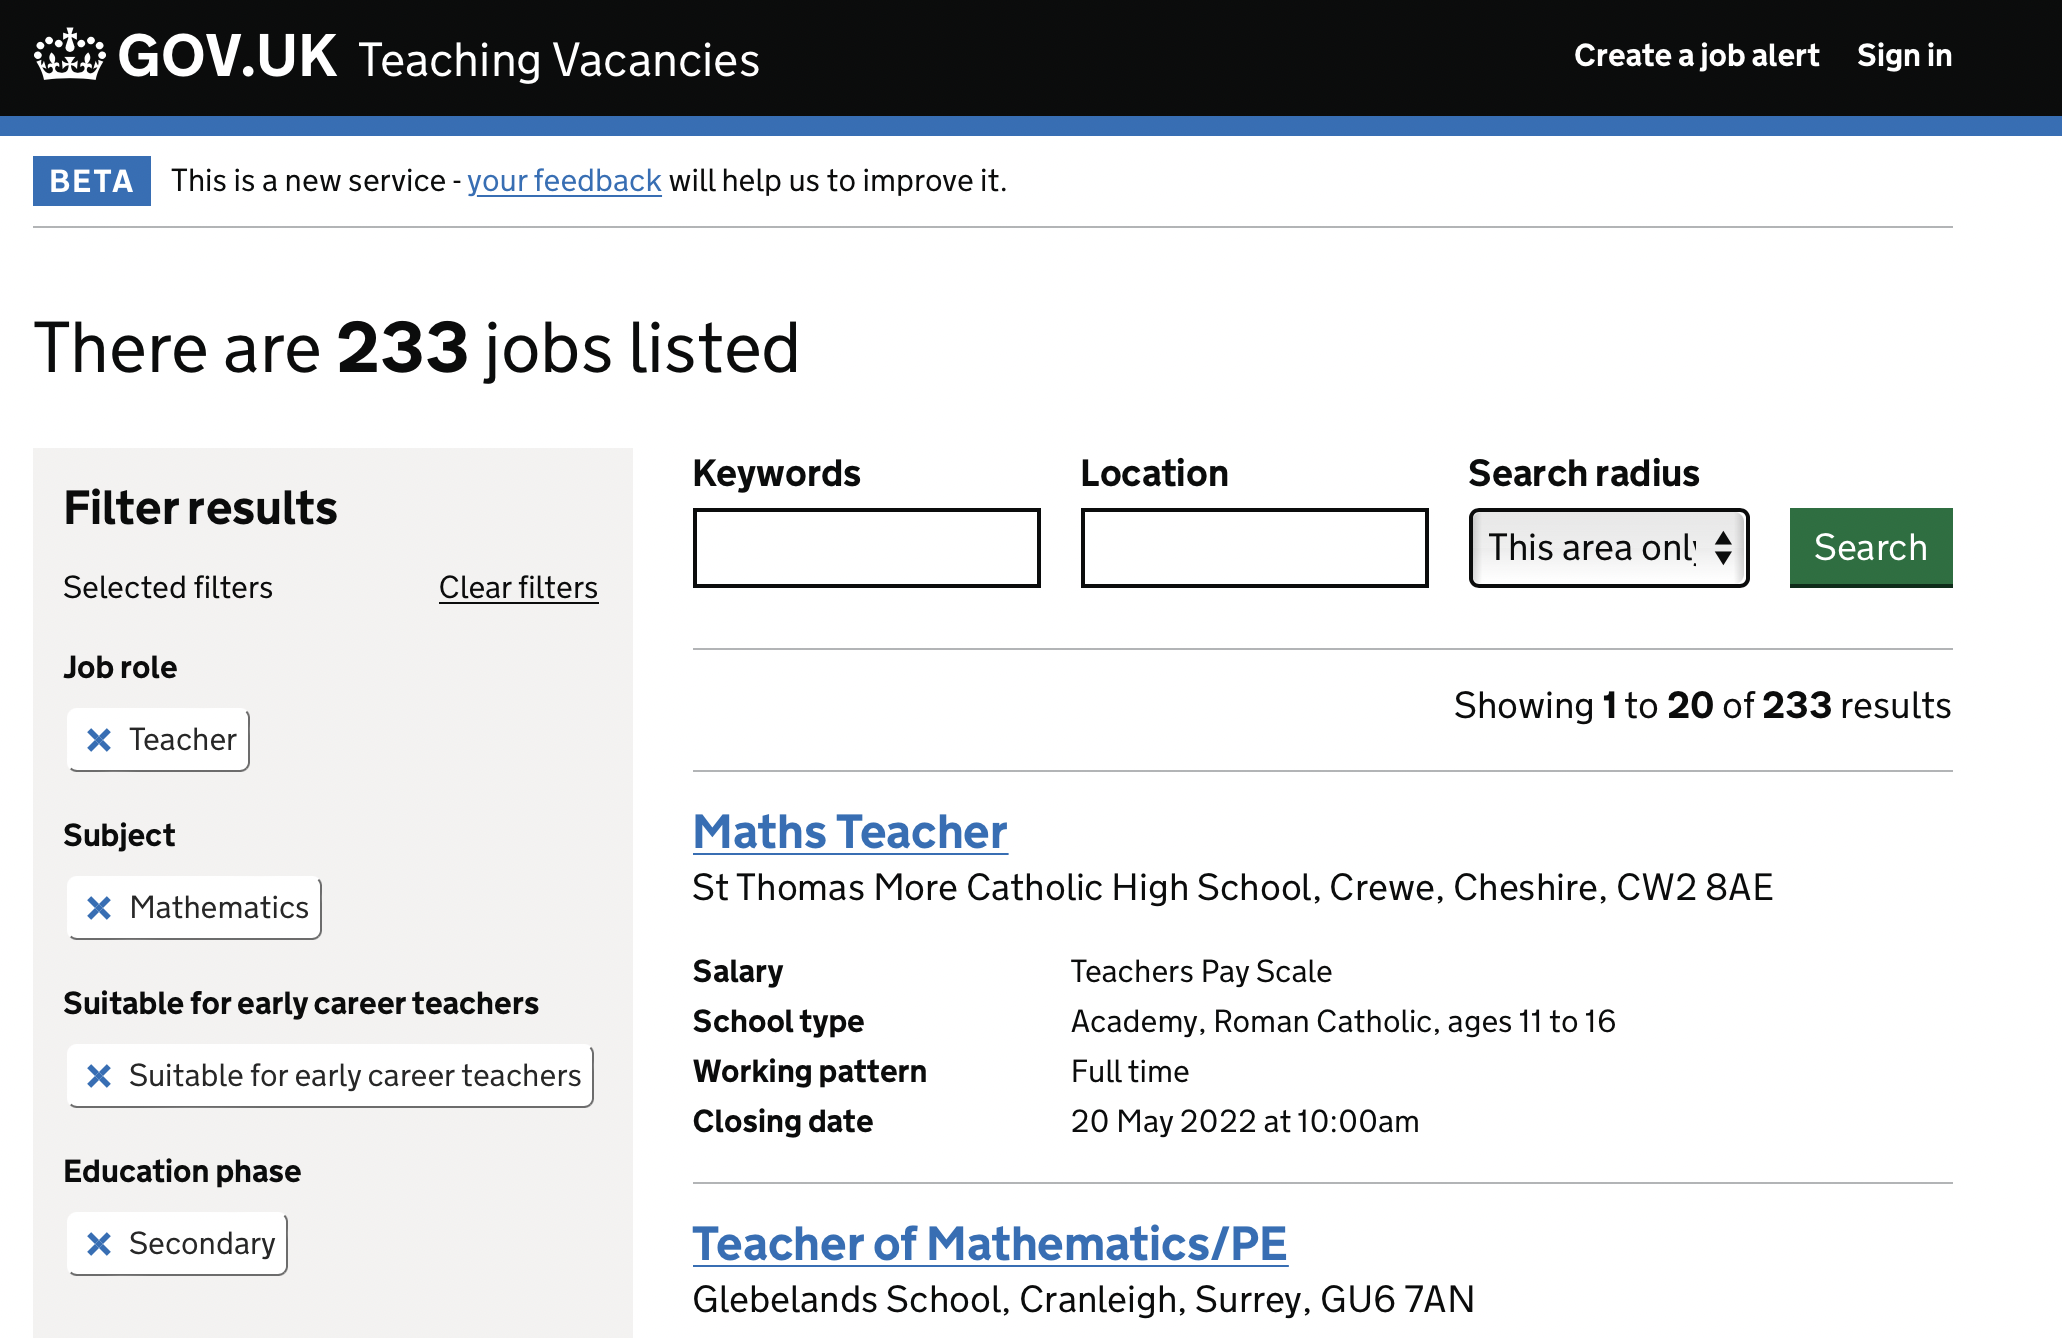 GOV.UK Teaching Vacancies
Create a job alert Sign in
BETA This is a new service - your feedback will help us to improve it.
There are 233 jobs listed
Filter results
Selected filters Clear filters
Job role
Teacher
Subject
Mathematics
Suitable for early career teachers
Suitable for early career teachers
Education phase
Secondary
Keywords Location Search radius
This area only Search
Showing 1 to 20 of 233 results
Maths Teacher
St Thomas More Catholic High School, Crewe, Cheshire, CW2 8AE
Salary Teachers Pay Scale
School type Academy, Roman Catholic, ages 11 to 16
Working pattern Full time
Closing date 20 May 2022 at 10:00am
Teacher of Mathematics/PE
Glebelands School, Cranleigh, Surrey, GU6 7AN